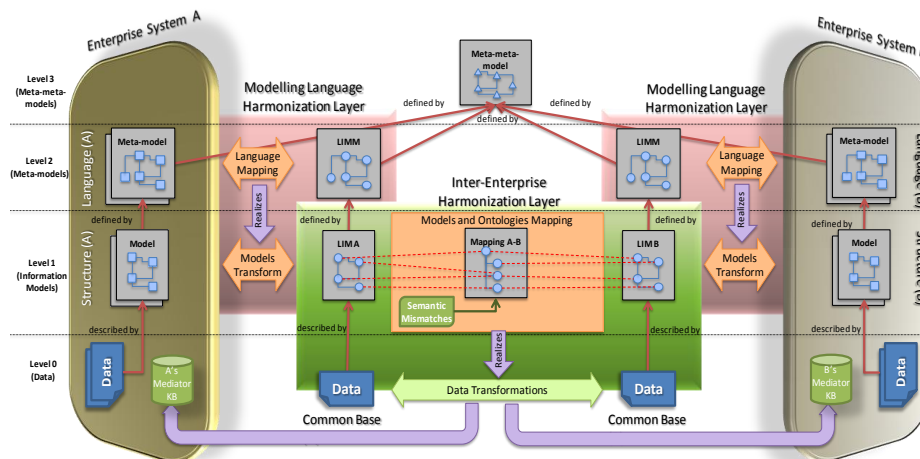 Enterprise System A
Enterprise System
Level 3
(Meta-meta-
models)
Meta-meta-
model
Modelling Language
Harmonization Layer
Modelling Language
Harmonization Layer
defined by
defined by
defined by
defined by
Level 2
(Meta-models)
Language (A)
Meta-model
Language
Mapping
LIMM
LIMM
Language
Mapping
Meta-model
Inter-Enterprise
Harmonization Layer
Realizes
Realizes
defined by
defined by
defined by
defined by
Models and Ontologies Mapping
Level 1
(Information
Models)
Structure (A)
Model
Models
Transform
LIM A
Mapping A-B
LIM B
Models
Transform
Model
Semantic
Mismatches
described by
described by
described by
described by
Realizes
Level 0
(Data)
Data
A's
Mediator
KB
Data
Data Transformations
Data
B's
Mediator
KB
Data
Common Base
Common Base